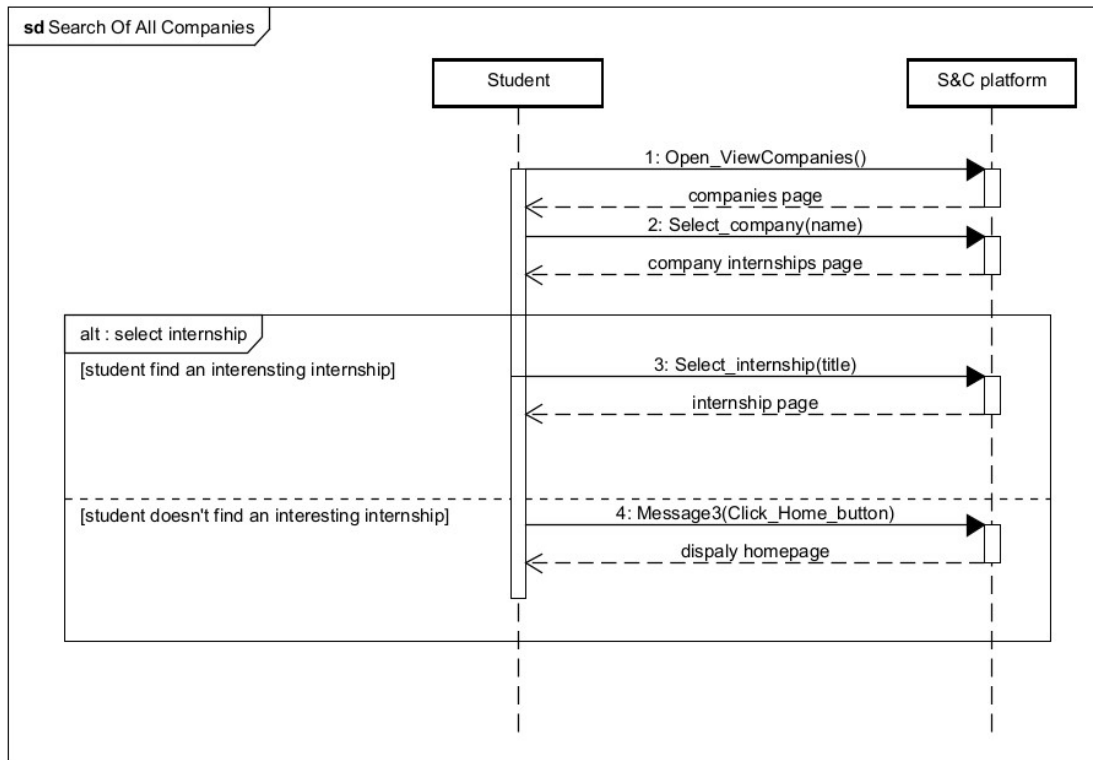 sd Search Of All Companies
Student
S&C platform
1: Open_ViewCompanies()
companies page
2: Select_company(name)
company internships page
alt : select internship
[student find an interensting internship]
3: Select_internship(title)
internship page
[student doesn't find an interesting internship]
4: Message3(Click_Home_button)
dispaly homepage